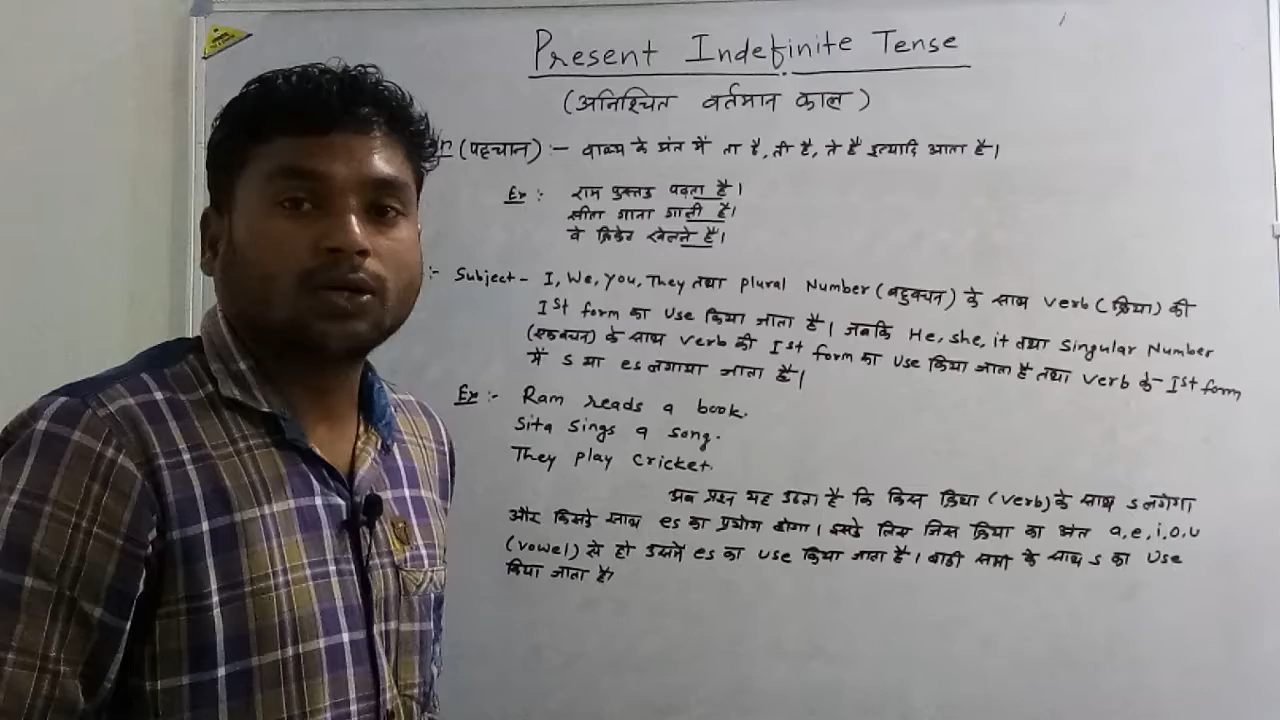 Present Indefinite Tense
(अनिश्चित वर्तमान काल)
(पहचान) :- वाक्य के अंत में ता है, ती है, ते हैं इत्यादि आता है।
Ex : राम पुस्तक पढ़ता है।
सीता गाना गाती है।
वे क्रिकेट खेलते हैं।
:- Subject - I, We, you, They तथा plural Number (बहुवचन) के साथ verb (क्रिया) की
Ist form का use किया जाता है। जबकि He, she, it तथा Singular Number
(एकवचन) के साथ verb की Ist form का use किया जाता है तथा verb के Ist form
में s या es लगाया जाता है।
Ex :- Ram reads a book.
Sita Sings a song.
They play cricket.
अब प्रश्न यह उठता है कि किस क्रिया (verb) के साथ s लगेगा
और किसके साथ es का प्रयोग होगा। इसके लिए जिस क्रिया का अंत a, e, i, o, u
(vowel) से हो उसमें es का use किया जाता है। बाकी सभी के साथ s का use
किया जाता है।